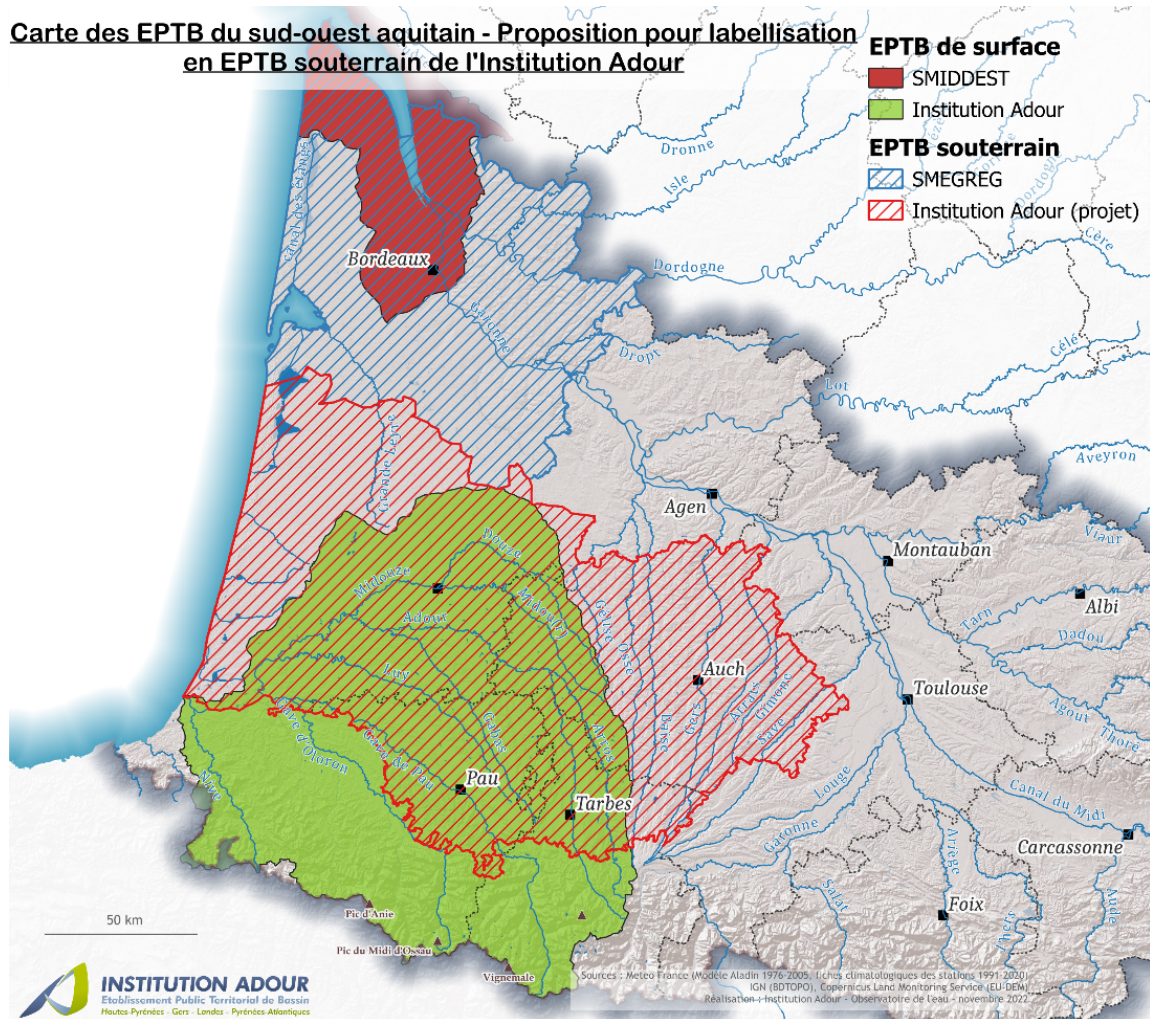 Carte des EPTB du sud-ouest aquitain - Proposition pour labellisation
en EPTB souterrain de l'Institution Adour
EPTB de surface
SMIDDEST
Institution Adour
EPTB souterrain
SMEGREG
Institution Adour (projet)
Dronne
Isle
Dordogne
Cère
Dordogne
Canal des étangs
Bordeaux
Garonne
Dropt
Lot
Célé
Aveyron
Grande Leyre
Agen
Montauban
Viaur
Albi
Tarn
Dadou
Douze
Midouze
Midouzet
Adour
Gélise
Osse
Luy
Auch
Gers
Baïse
Arrats
Gimone
Save
Toulouse
Agout
Thoré
Gabas
Arros
Gave d'Oloron
Gave de Pau
Nive
Pau
Tarbes
Louge
Garonne
Canal du Midi
Carcassonne
Ariège
Salat
Foix
Hers
Aude
50 km
Pic d'Anie
Pic du Midi d'Ossau
Vignemale
INSTITUTION ADOUR
Etablissement Public Territorial de Bassin
Hautes-Pyrénées - Gers - Landes - Pyrénées-Atlantiques
Sources : Météo France (Modèle Aladin 1976-2005, fiches climatologiques des stations 1991-2020)
IGN (BDTOPO), Copernicus Land Monitoring Service (EU-DEM)
Réalisation : Institution Adour - Observatoire de l'eau - novembre 2022